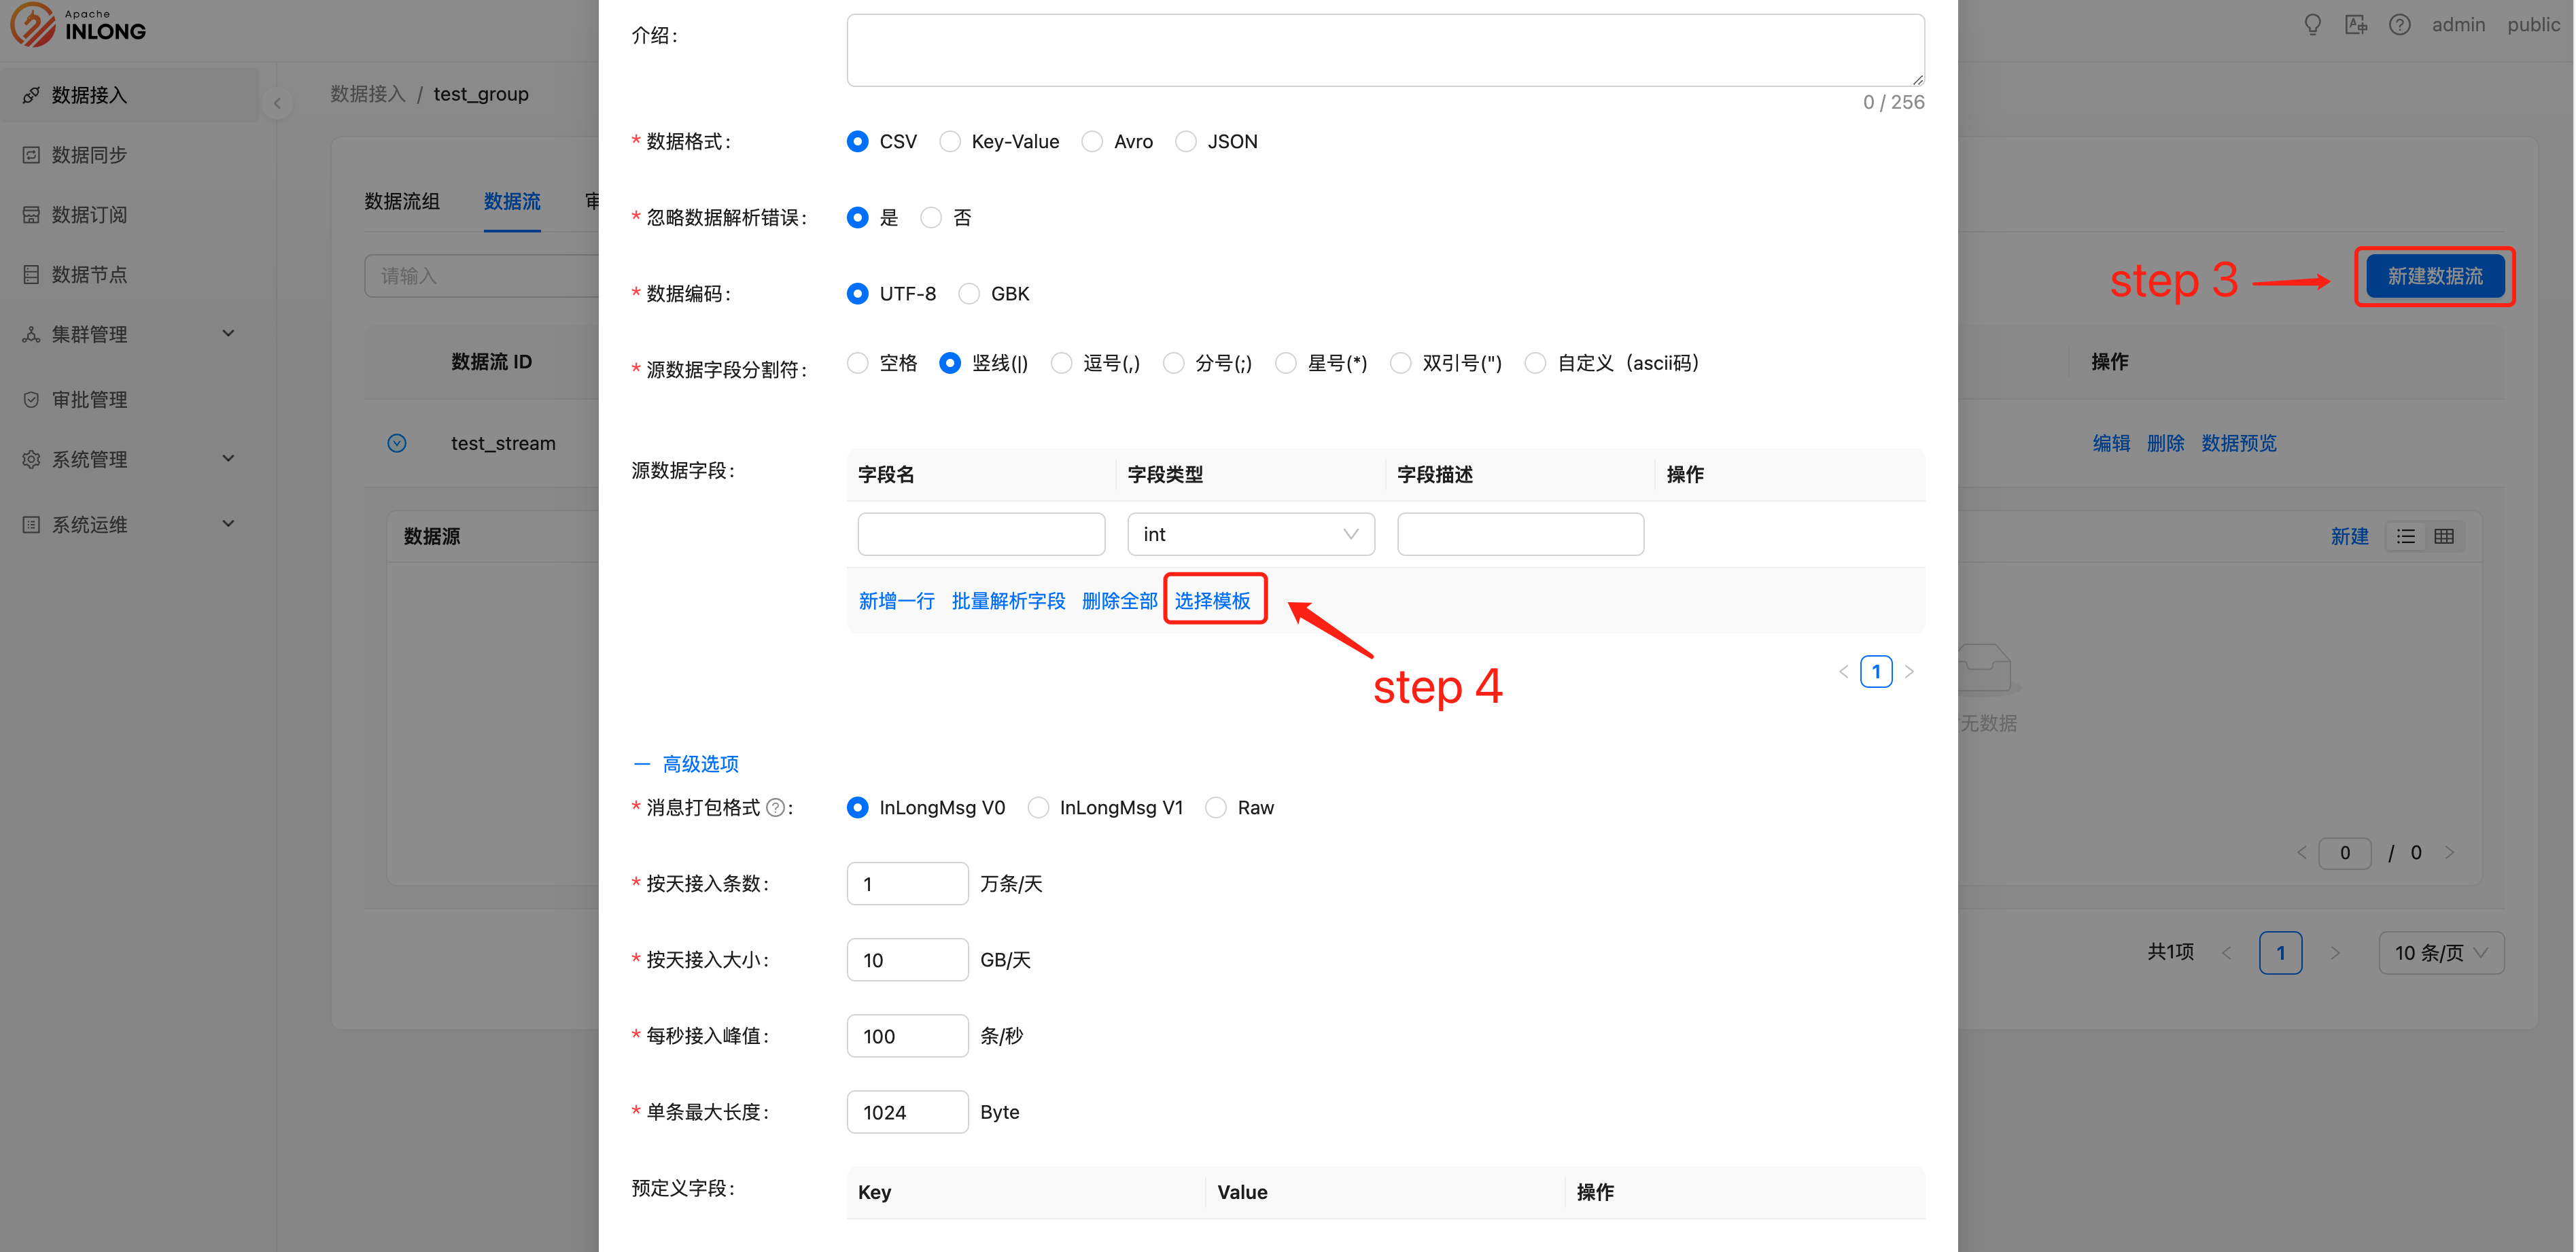 Apache
INLONG
admin public
数据接入
数据同步
数据订阅
数据节点
集群管理
审批管理
系统管理
系统运维
数据接入 / test_group
数据流组 数据流 审
请输入
新建数据流
step 3
数据流 ID 操作
test_stream 编辑 删除 数据预览
数据源 新建
无数据
0 / 0
共1项 1 10 条/页
介绍:
0 / 256
* 数据格式: CSV Key-Value Avro JSON
* 忽略数据解析错误: 是 否
* 数据编码: UTF-8 GBK
* 源数据字段分割符: 空格 竖线(|) 逗号(,) 分号(;) 星号(*) 双引号(") 自定义（ascii码）
源数据字段: 字段名 字段类型 字段描述 操作
int
新增一行 批量解析字段 删除全部 选择模板
step 4
1
高级选项
* 消息打包格式 : InLongMsg V0 InLongMsg V1 Raw
* 按天接入条数: 1 万条/天
* 按天接入大小: 10 GB/天
* 每秒接入峰值: 100 条/秒
* 单条最大长度: 1024 Byte
预定义字段: Key Value 操作